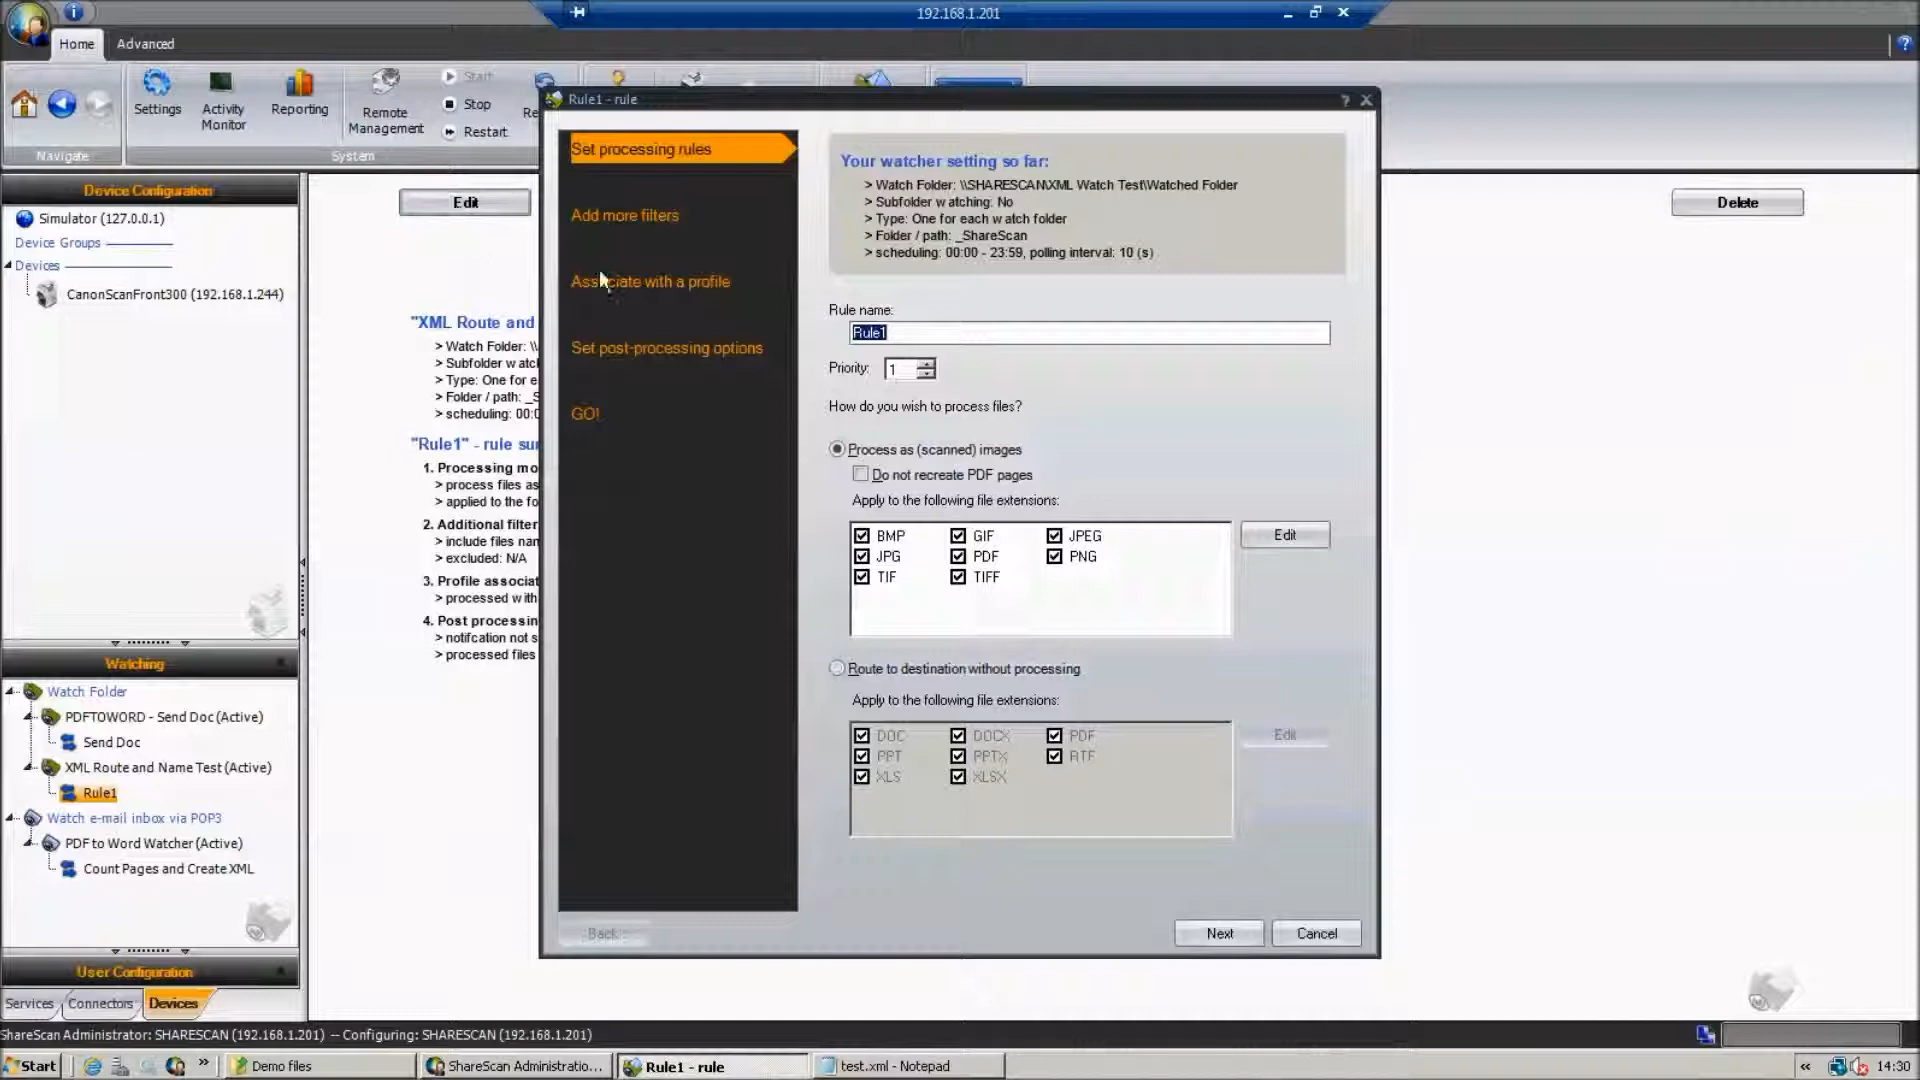 192.168.1.201
Home
Advanced
Settings
Activity
Monitor
Reporting
Remote
Management
Start
Stop
Restart
Re
Navigate
System
Device Configuration
Simulator (127.0.0.1)
Device Groups
Devices
CanonScanFront300 (192.168.1.244)
Watching
Watch Folder
PDFTOWORD - Send Doc (Active)
Send Doc
XML Route and Name Test (Active)
Rule1
Watch e-mail inbox via POP3
PDF to Word Watcher (Active)
Count Pages and Create XML
User Configuration
Services
Connectors
Devices
Edit
Delete
"XML Route and
> Watch Folder: \\
> Subfolder watch
> Type: One for e
> Folder / path: _S
> scheduling: 00:0
"Rule1" - rule sum
1. Processing mo
> process files as
> applied to the fo
2. Additional filter
> include files nam
> excluded: N/A
3. Profile associat
> processed with
4. Post processin
> notifcation not s
> processed files
Rule1 - rule
Set processing rules
Add more filters
Associate with a profile
Set post-processing options
GO!
Your watcher setting so far:
> Watch Folder: \\SHARESCAN\XML Watch Test\Watched Folder
> Subfolder watching: No
> Type: One for each watch folder
> Folder / path: _ShareScan
> scheduling: 00:00 - 23:59, polling interval: 10 (s)
Rule name:
Rule1
Priority: 1
How do you wish to process files?
Process as (scanned) images
Do not recreate PDF pages
Apply to the following file extensions:
BMP GIF JPEG
JPG PDF PNG
TIF TIFF
Edit
Route to destination without processing
Apply to the following file extensions:
DOC DOCX PDF
PPT PPTX RTF
XLS XLSX
Edit
Back
Next
Cancel
ShareScan Administrator: SHARESCAN (192.168.1.201) -- Configuring: SHARESCAN (192.168.1.201)
Start
Demo files
ShareScan Administratio...
Rule1 - rule
test.xml - Notepad
14:30